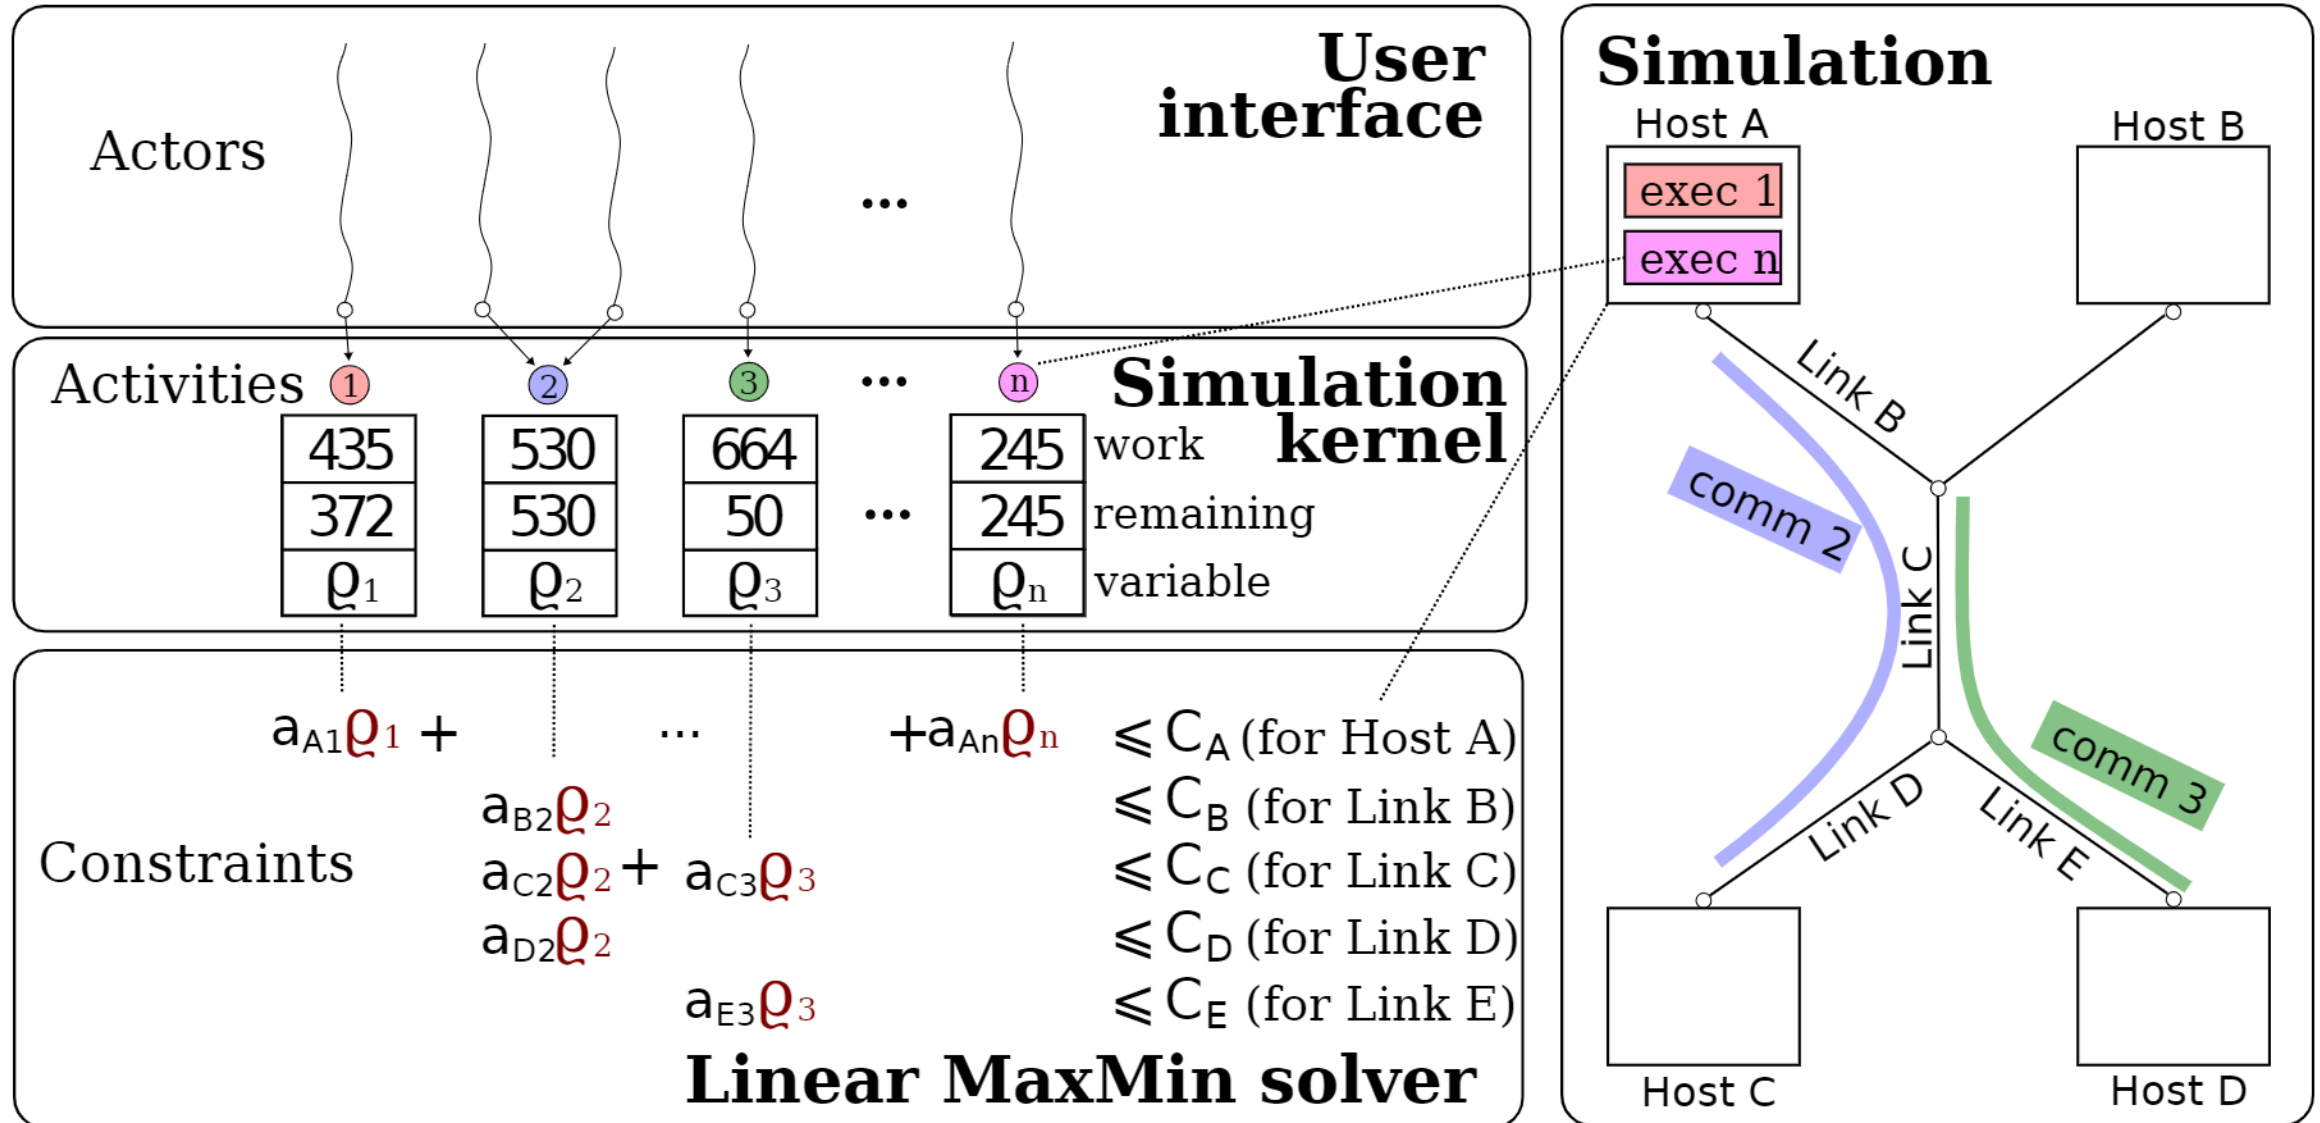 User
interface
Actors
...
Activities
1
2
3
...
n
Simulation
kernel
435
530
664
245
work
372
530
50
...
245
remaining
ϱ1
ϱ2
ϱ3
ϱn
variable
aA1ϱ1 + ... +aAnϱn ⩽ CA (for Host A)
aB2ϱ2 ⩽ CB (for Link B)
Constraints
aC2ϱ2 + aC3ϱ3 ⩽ CC (for Link C)
aD2ϱ2 ⩽ CD (for Link D)
aE3ϱ3 ⩽ CE (for Link E)
Linear MaxMin solver
Simulation
Host A
Host B
exec 1
exec n
Link B
comm 2
Link C
comm 3
Link D
Link E
Host C
Host D